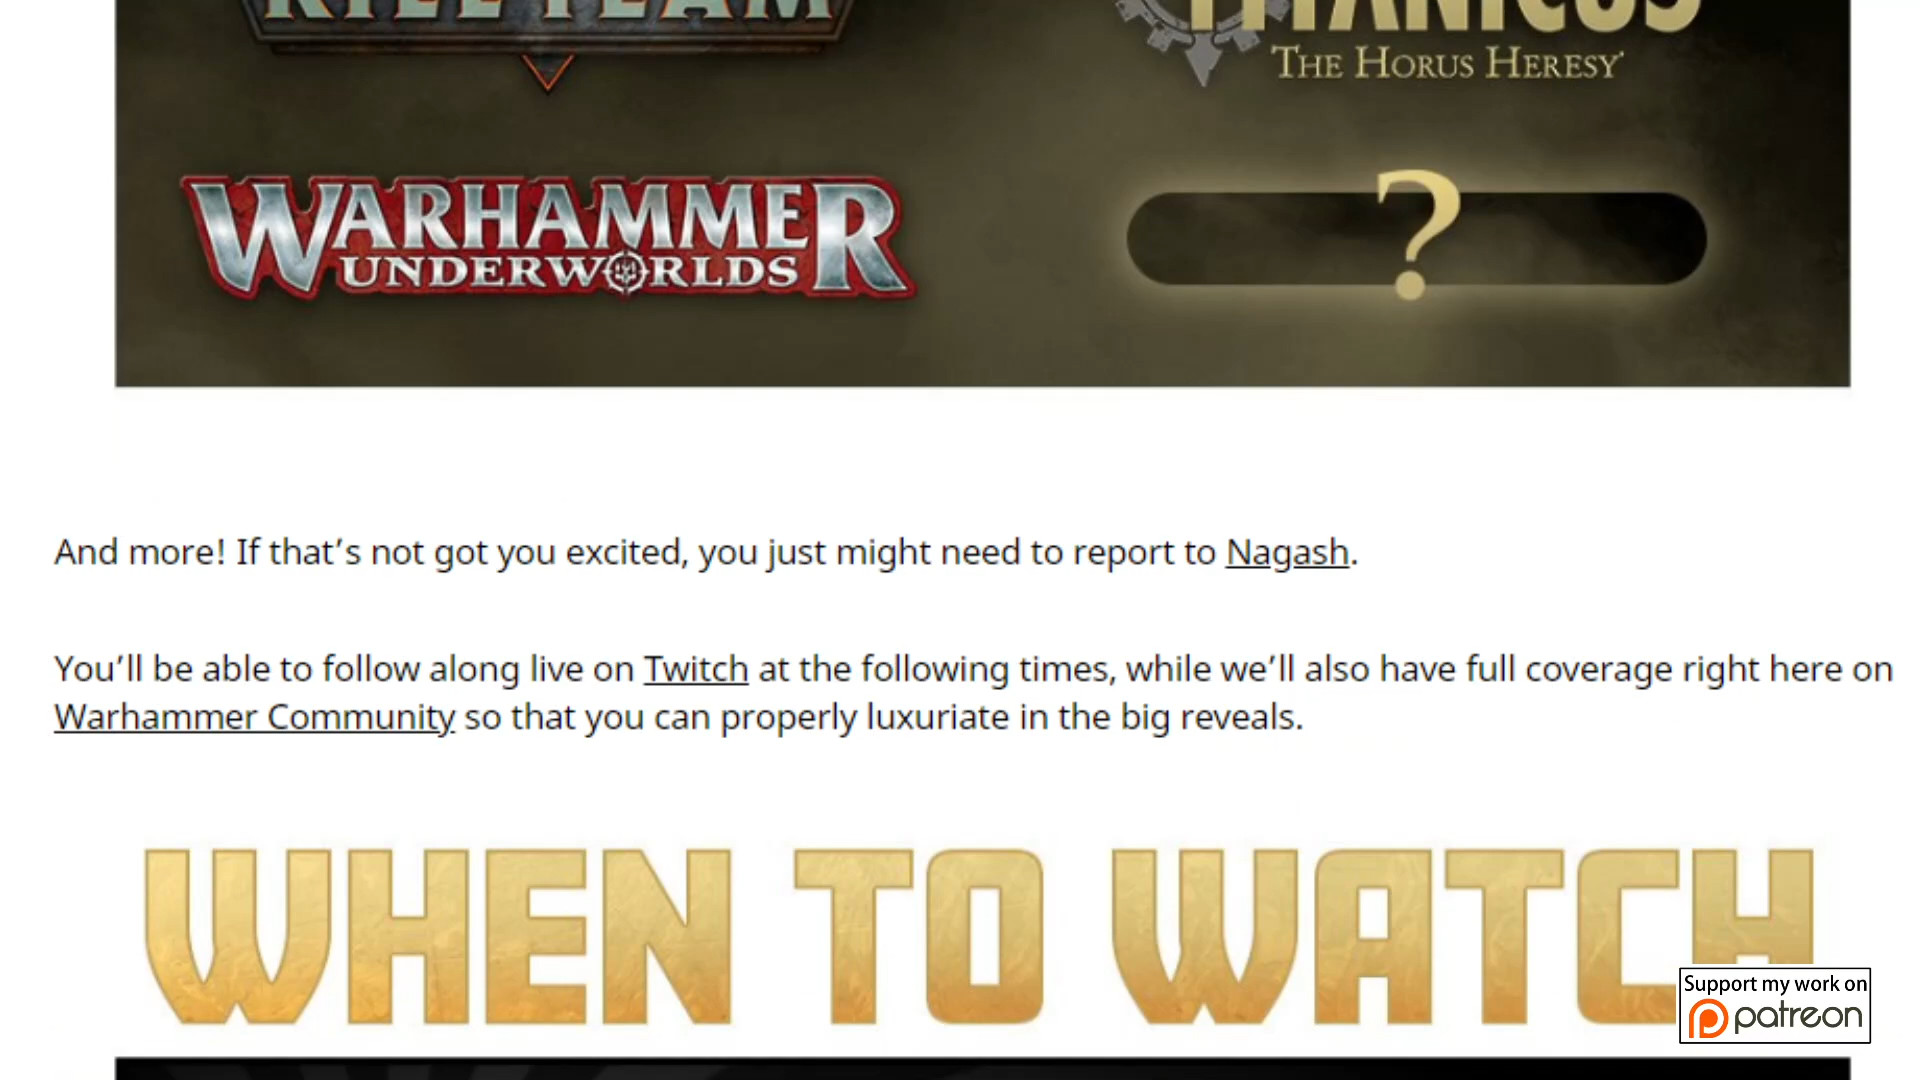 KILL TEAM
TITANICUS
THE HORUS HERESY
WARHAMMER
UNDERWORLDS
?
And more! If that’s not got you excited, you just might need to report to Nagash.
You’ll be able to follow along live on Twitch at the following times, while we’ll also have full coverage right here on
Warhammer Community so that you can properly luxuriate in the big reveals.
WHEN TO WATCH
Support my work on
patreon